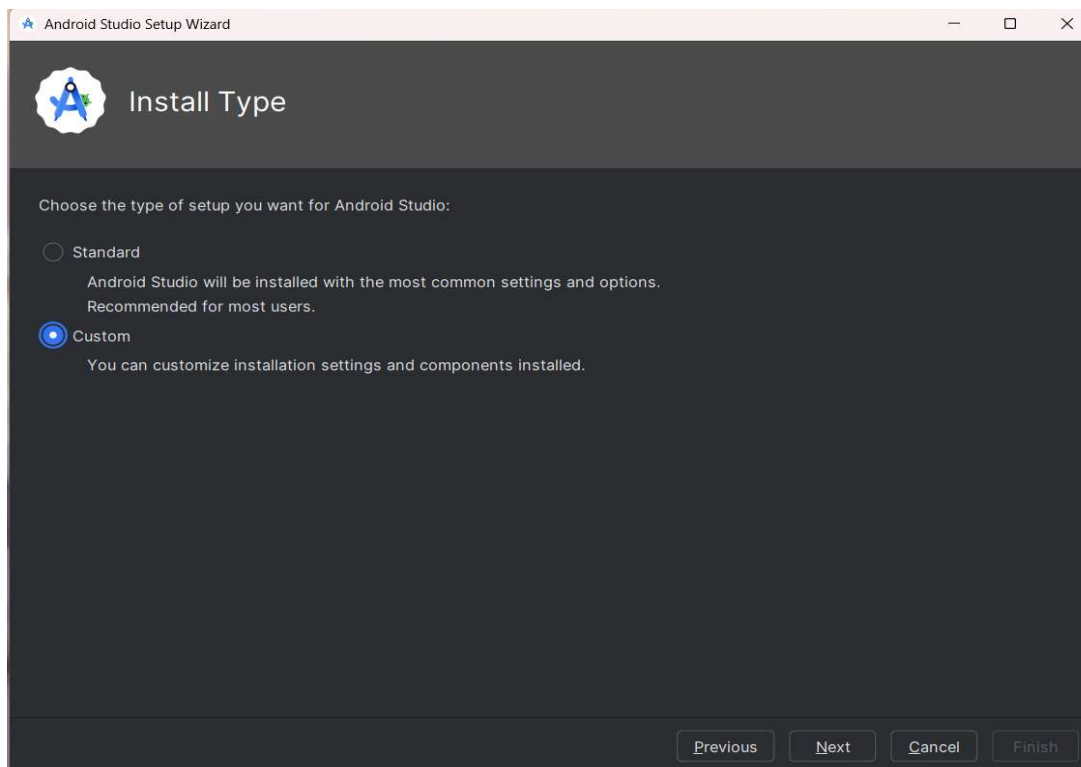 Android Studio Setup Wizard
Install Type
Choose the type of setup you want for Android Studio:
Standard
Android Studio will be installed with the most common settings and options.
Recommended for most users.
Custom
You can customize installation settings and components installed.
Previous Next Cancel Finish